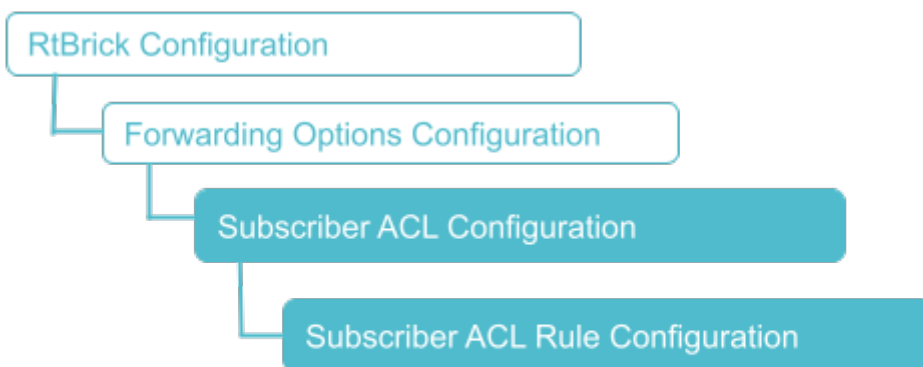 RtBrick Configuration
Forwarding Options Configuration
Subscriber ACL Configuration
Subscriber ACL Rule Configuration